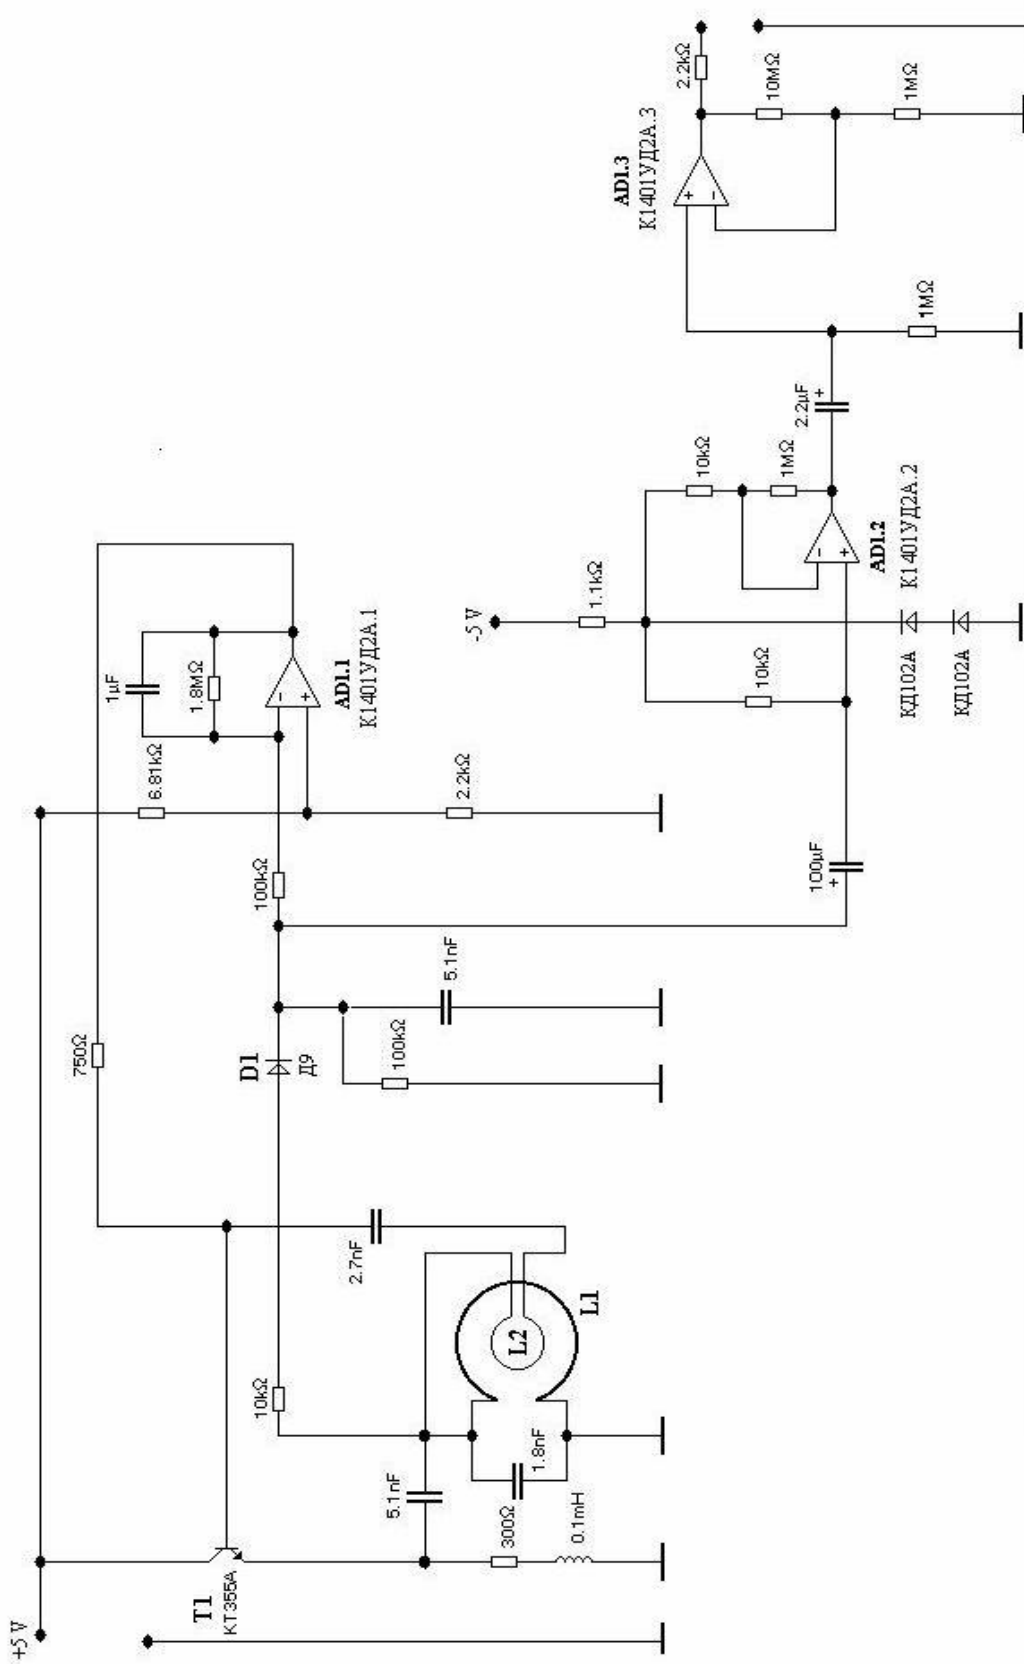 +5 V
T1
KT355A
5.1nF
300Ω
0.1mH
10kΩ
1.8nF
L1
L2
2.7nF
750Ω
D1
Д9
100kΩ
5.1nF
100kΩ
6.81kΩ
2.2kΩ
1μF
1.8MΩ
-
+
AD1.1
К1401УД2А.1
100μF
+
-5 V
1.1kΩ
10kΩ
КД102А
КД102А
10kΩ
1MΩ
-
+
AD1.2
К1401УД2А.2
2.2μF
+
1MΩ
AD1.3
К1401УД2А.3
+
-
2.2kΩ
10MΩ
1MΩ